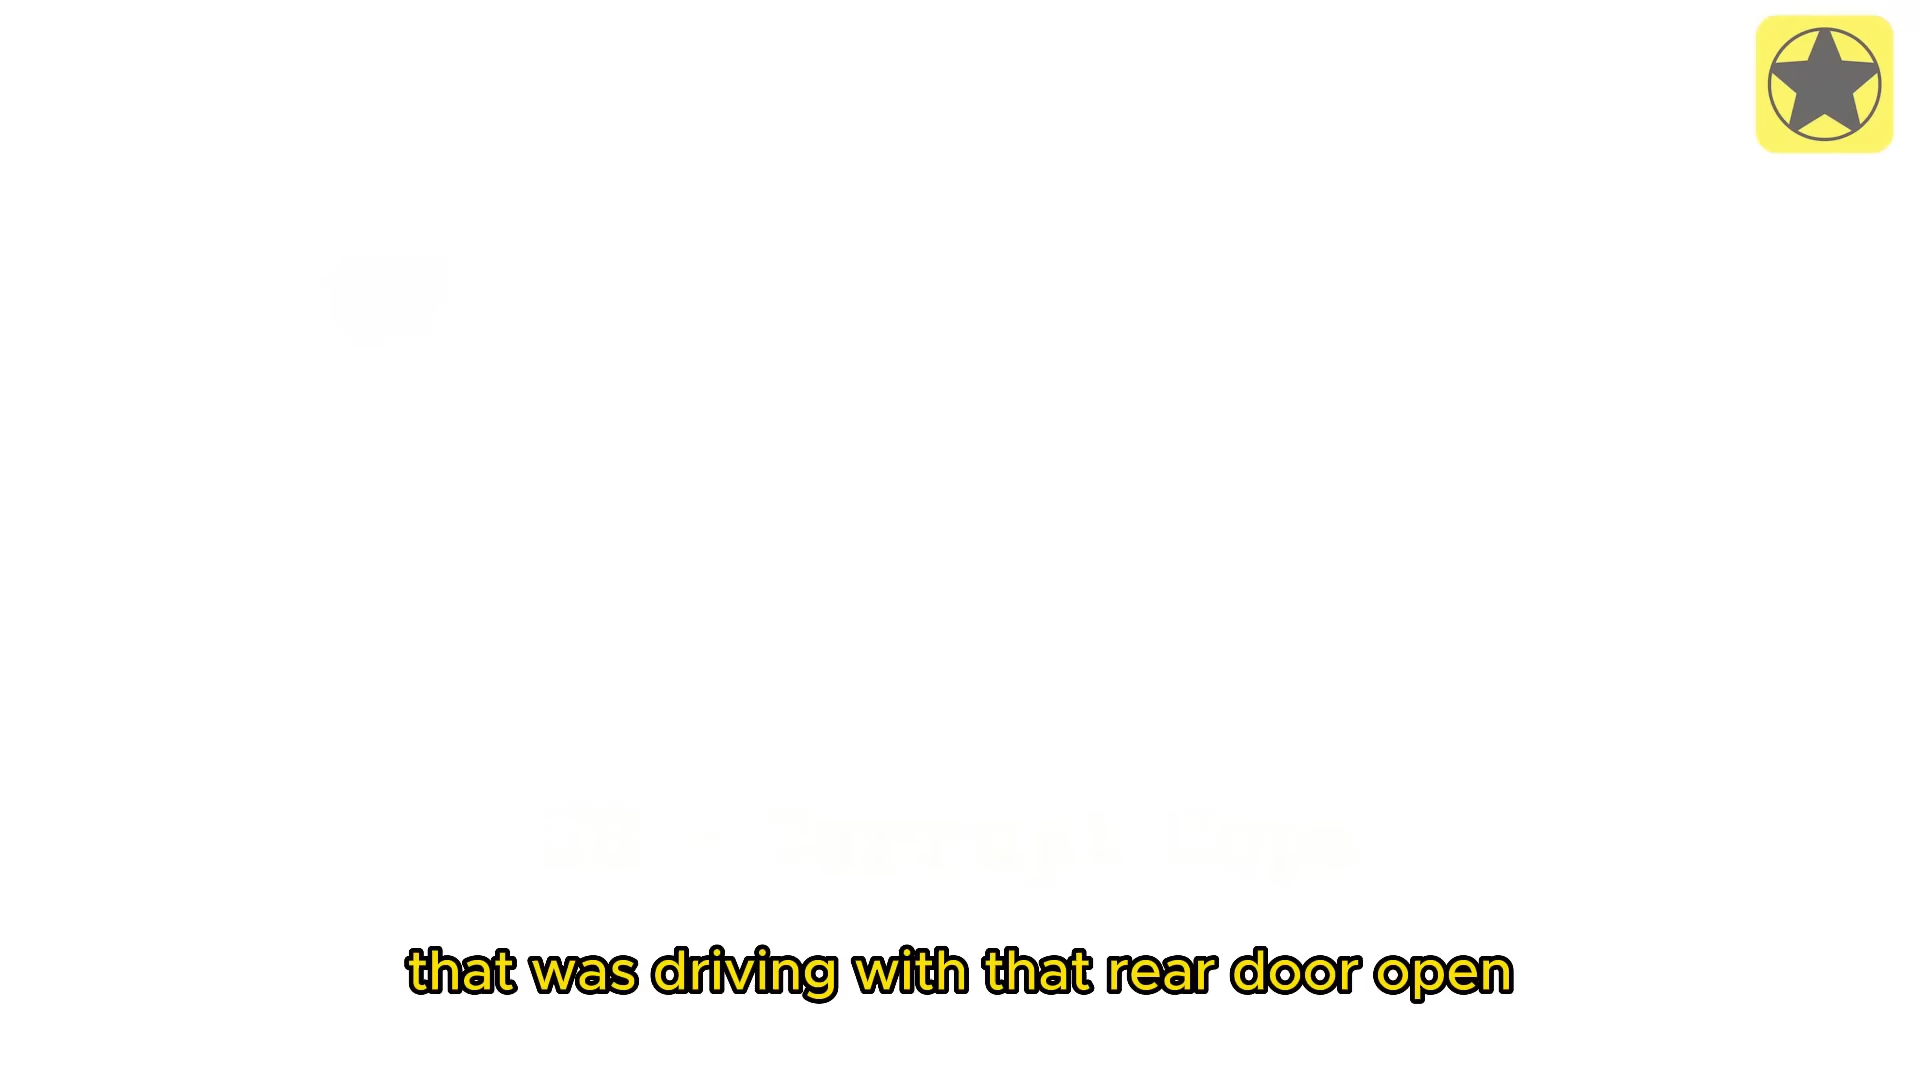 that was driving with that rear door open